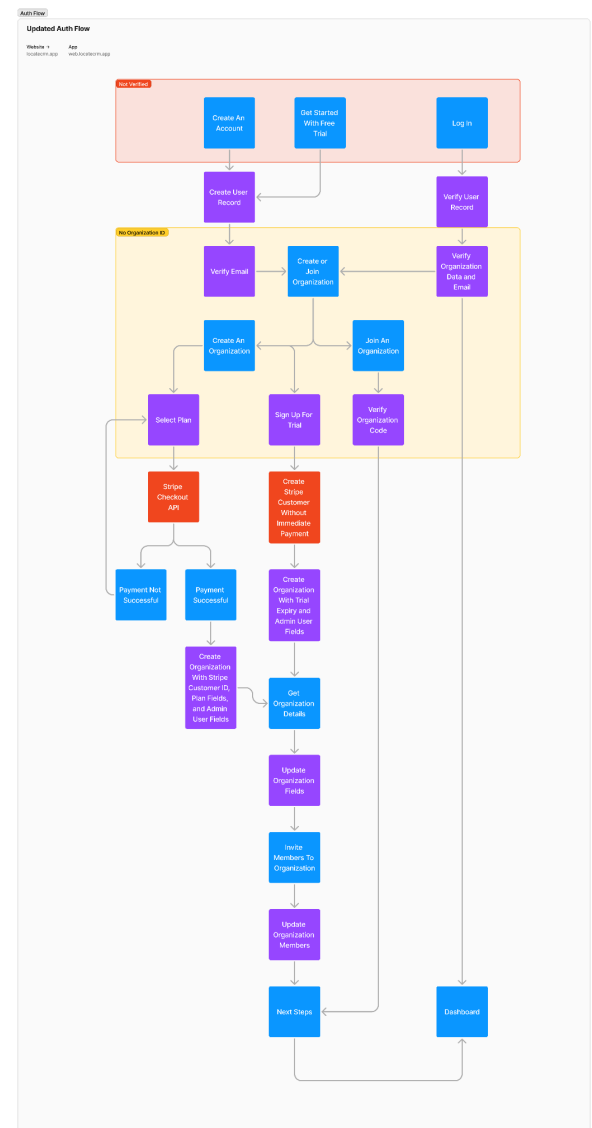 Auth Flow
Updated Auth Flow
Website → App
locatecrm.app web.locatecrm.app
Not Verified
Create An
Account
Get Started
With Free
Trial
Log In
Create User
Record
Verify User
Record
No Organization ID
Verify Email
Create or
Join
Organization
Verify
Organization
Data and
Email
Create An
Organization
Join An
Organization
Select Plan
Sign Up For
Trial
Verify
Organization
Code
Stripe
Checkout
API
Create
Stripe
Customer
Without
Immediate
Payment
Payment Not
Successful
Payment
Successful
Create
Organization
With Trial
Expiry and
Admin User
Fields
Create
Organization
With Stripe
Customer ID,
Plan Fields,
and Admin
User Fields
Get
Organization
Details
Update
Organization
Fields
Invite
Members To
Organization
Update
Organization
Members
Next Steps
Dashboard